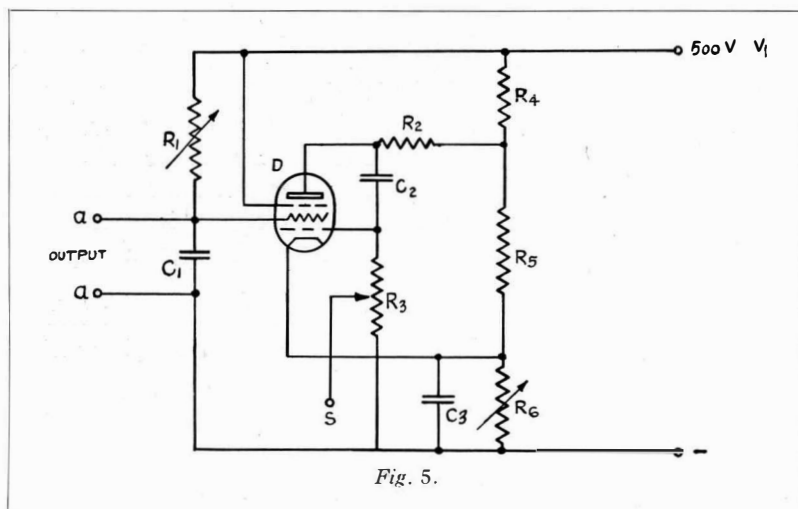 500V V1
R4
R2
R1
D
C2
a
OUTPUT
C1
R5
R3
a
S
C3
R6
-
Fig. 5.